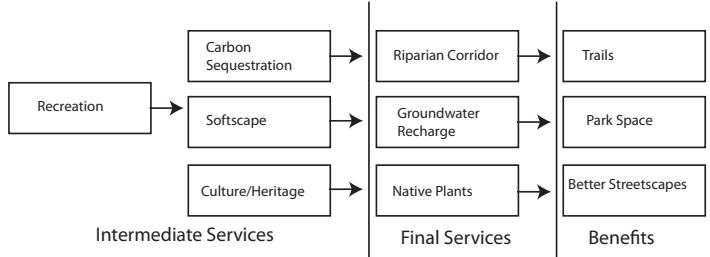 Recreation
Carbon
Sequestration
Riparian Corridor
Trails
Softscape
Groundwater
Recharge
Park Space
Culture/Heritage
Native Plants
Better Streetscapes
Intermediate Services
Final Services
Benefits